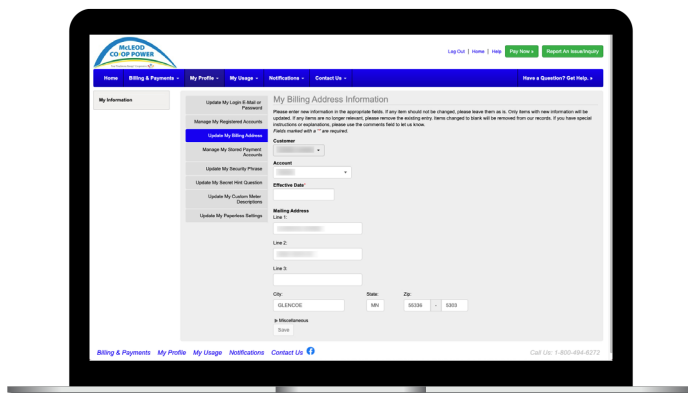 McLEOD
CO-OP POWER
Log Out | Home | Help
Pay Now »
Report An Issue/Inquiry
Home
Billing & Payments
My Profile
My Usage
Notifications
Contact Us
Have a Question? Get Help. »
My Information
Update My Login E-Mail or
Password
Manage My Registered Accounts
Update My Billing Address
Manage My Stored Payment
Accounts
Update My Security Phrase
Update My Secret Hint Question
Update My Custom Meter
Descriptions
Update My Paperless Settings
My Billing Address Information
Please enter new information in the appropriate fields. If any item should not be changed, please leave them as is. Only items with new information will be
updated. If any items are no longer relevant, please remove the existing entry. Items changed to blank will be removed from our records. If you have special
instructions or explanations, please use the comments field to let us know.
Fields marked with a "*" are required.
Customer
Account
Effective Date*
Mailing Address
Line 1:
Line 2:
Line 3:
City:
State:
Zip:
GLENCOE
MN
55336 - 5303
Miscellaneous
Save
Billing & Payments My Profile My Usage Notifications Contact Us
Call Us: 1-800-494-6272